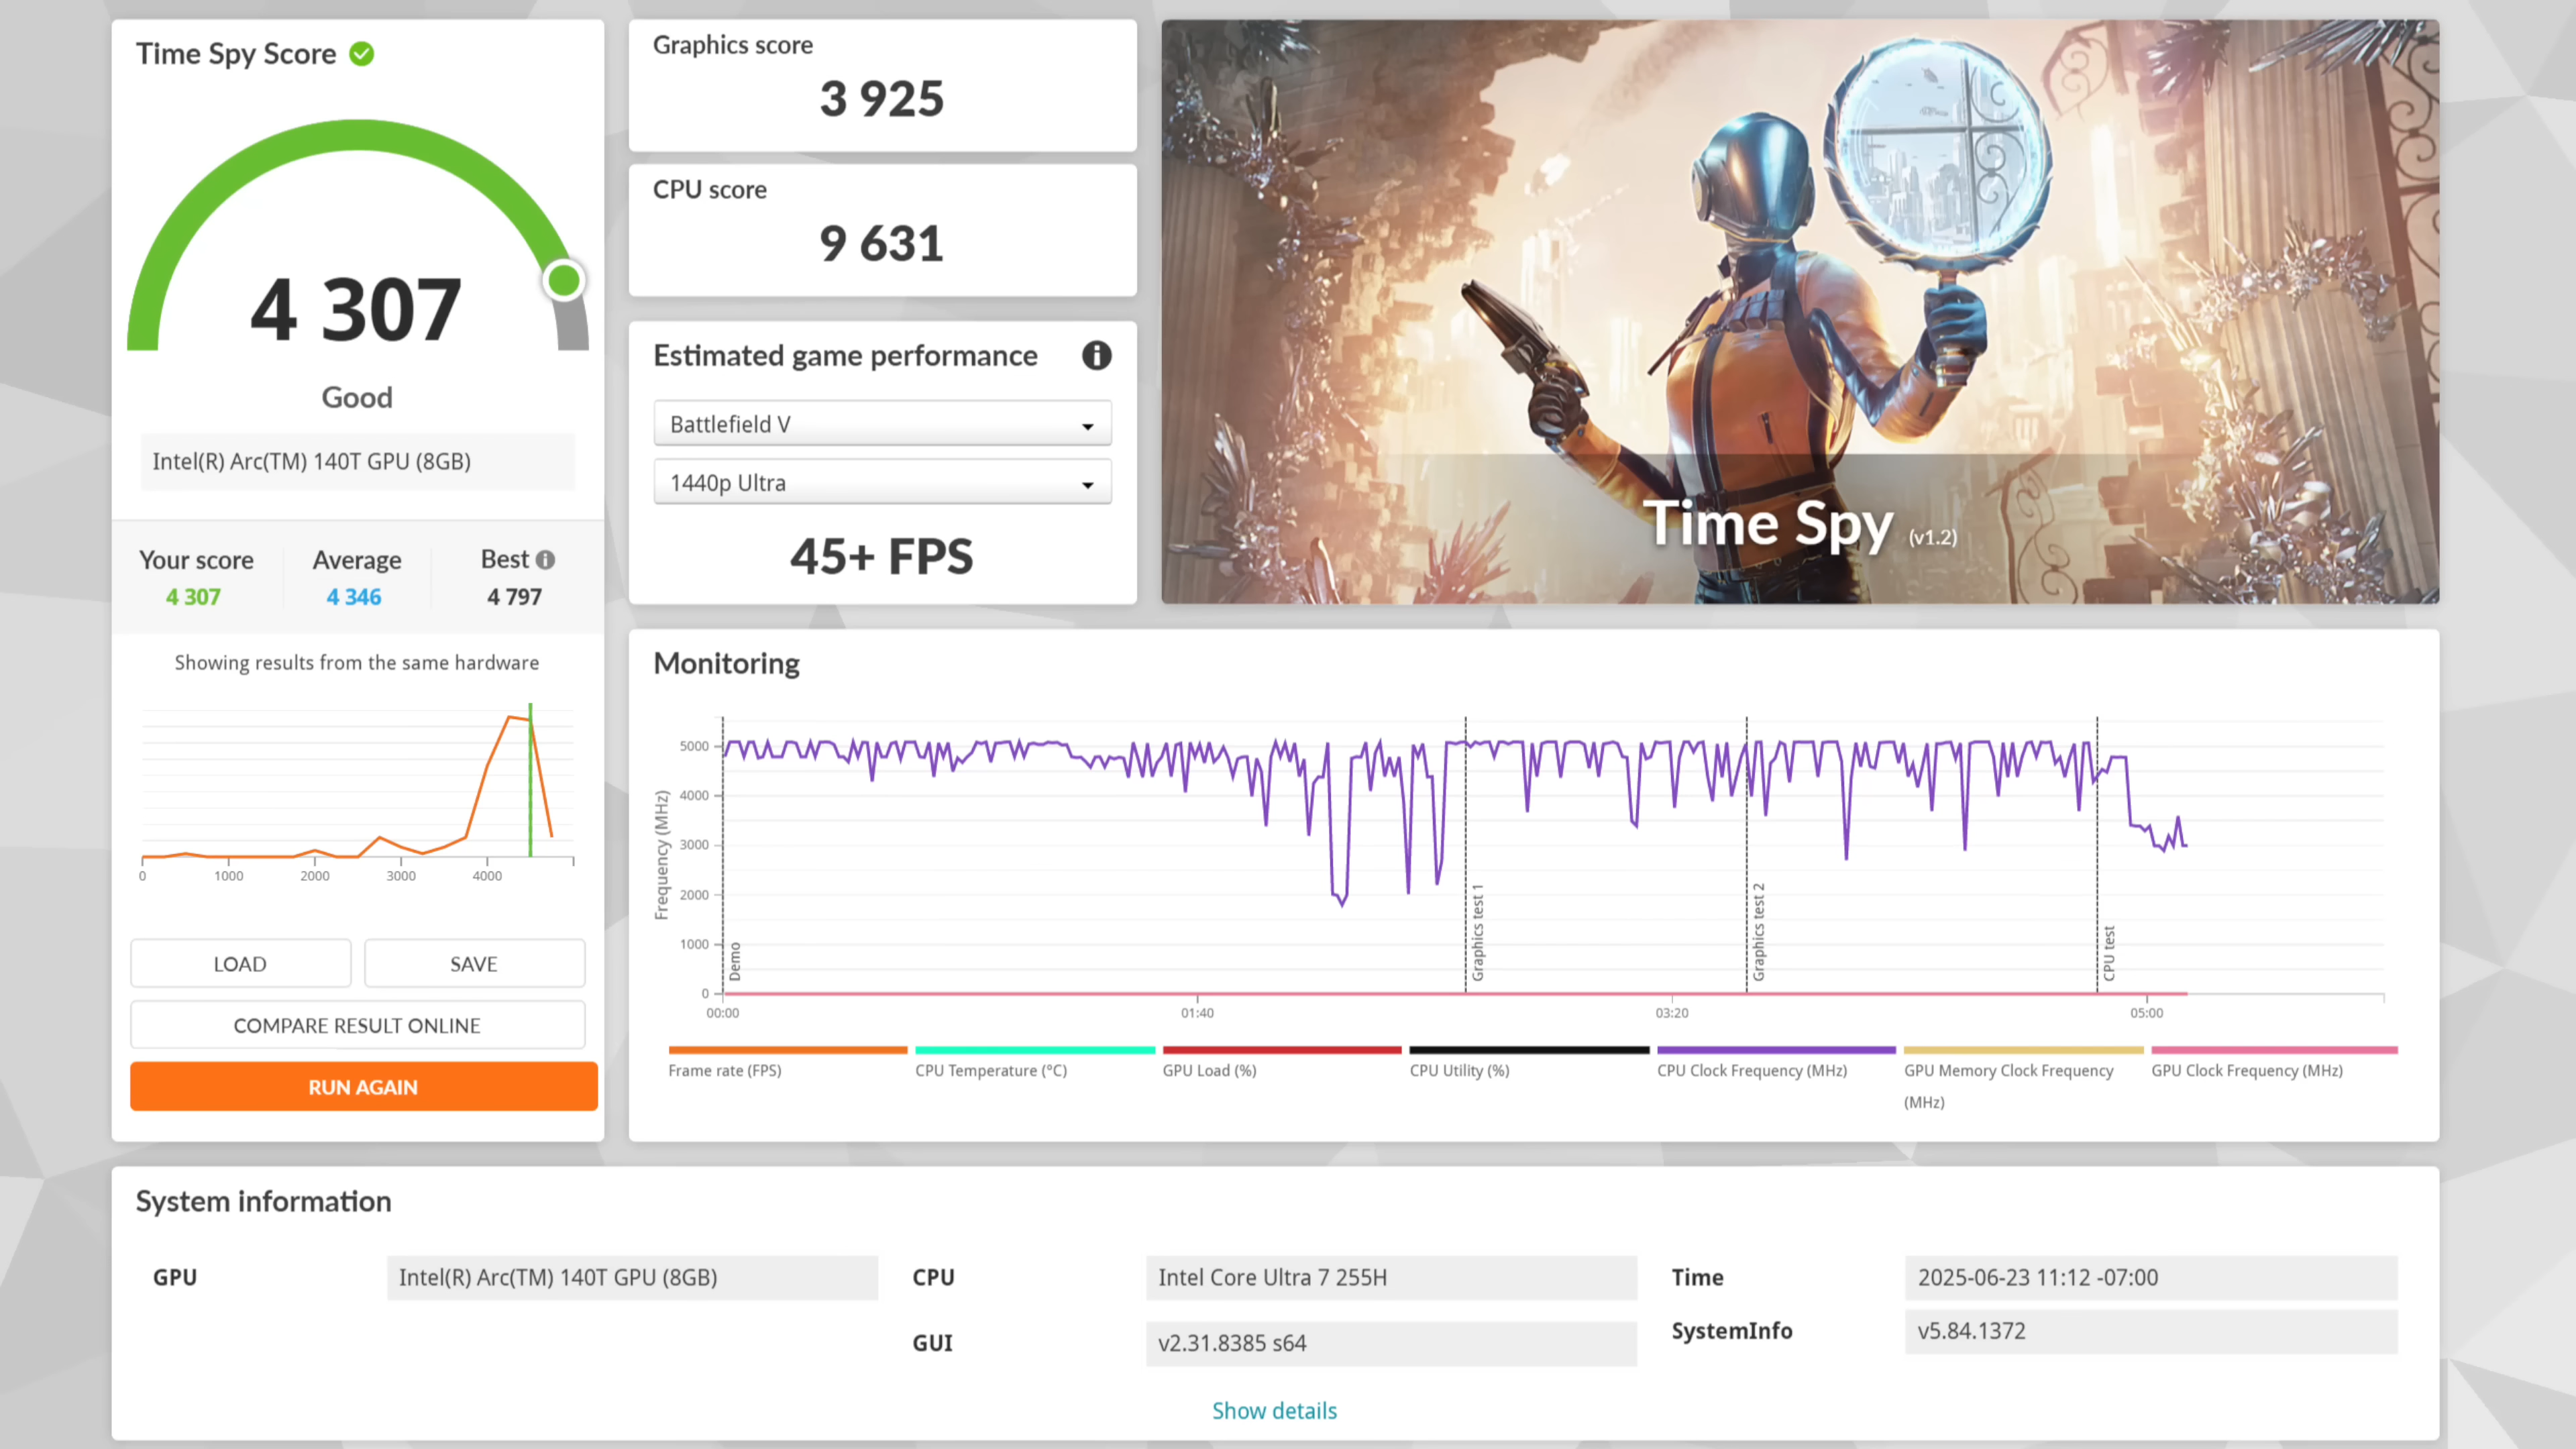 Time Spy Score
4 307
Good
Intel(R) Arc(TM) 140T GPU (8GB)
Your score Average Best
4 307 4 346 4 797
Showing results from the same hardware
0 1000 2000 3000 4000
LOAD SAVE
COMPARE RESULT ONLINE
RUN AGAIN
Graphics score
3 925
CPU score
9 631
Estimated game performance
Battlefield V
1440p Ultra
45+ FPS
Time Spy (v1.2)
Monitoring
Frequency (MHz)
5000
4000
3000
2000
1000
0
Demo
Graphics test 1
Graphics test 2
CPU test
00:00 01:40 03:20 05:00
Frame rate (FPS) CPU Temperature (°C) GPU Load (%) CPU Utility (%) CPU Clock Frequency (MHz) GPU Memory Clock Frequency GPU Clock Frequency (MHz)
(MHz)
System information
GPU Intel(R) Arc(TM) 140T GPU (8GB) CPU Intel Core Ultra 7 255H Time 2025-06-23 11:12 -07:00
GUI v2.31.8385 s64 SystemInfo v5.84.1372
Show details